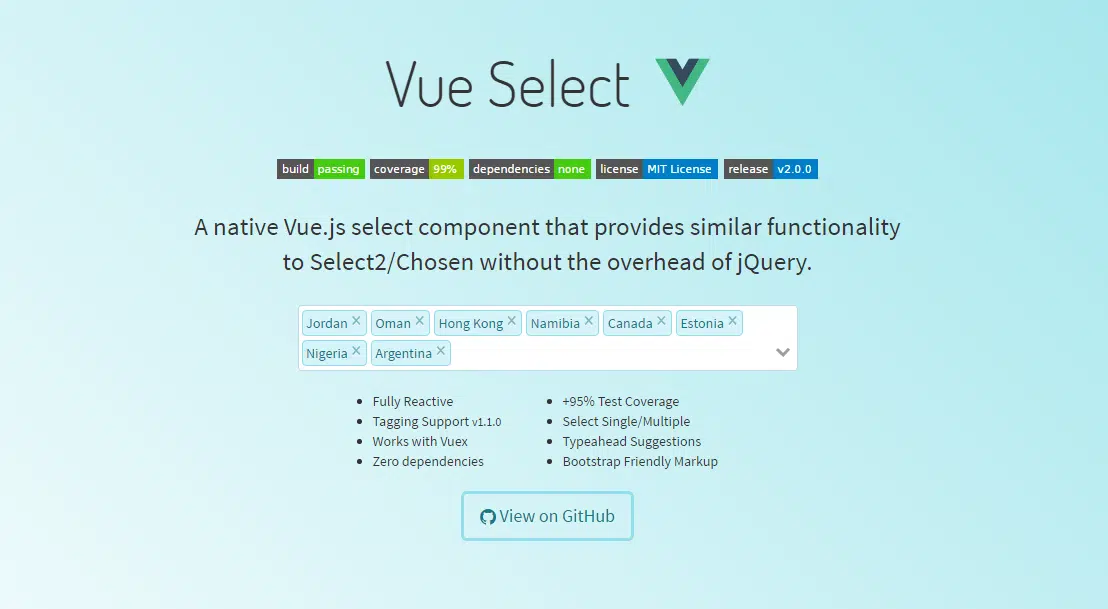 Vue Select
build passing coverage 99% dependencies none license MIT License release v2.0.0
A native Vue.js select component that provides similar functionality
to Select2/Chosen without the overhead of jQuery.
Jordan × Oman × Hong Kong × Namibia × Canada × Estonia ×
Nigeria × Argentina ×
Fully Reactive
Tagging Support v1.1.0
Works with Vuex
Zero dependencies
+95% Test Coverage
Select Single/Multiple
Typeahead Suggestions
Bootstrap Friendly Markup
View on GitHub